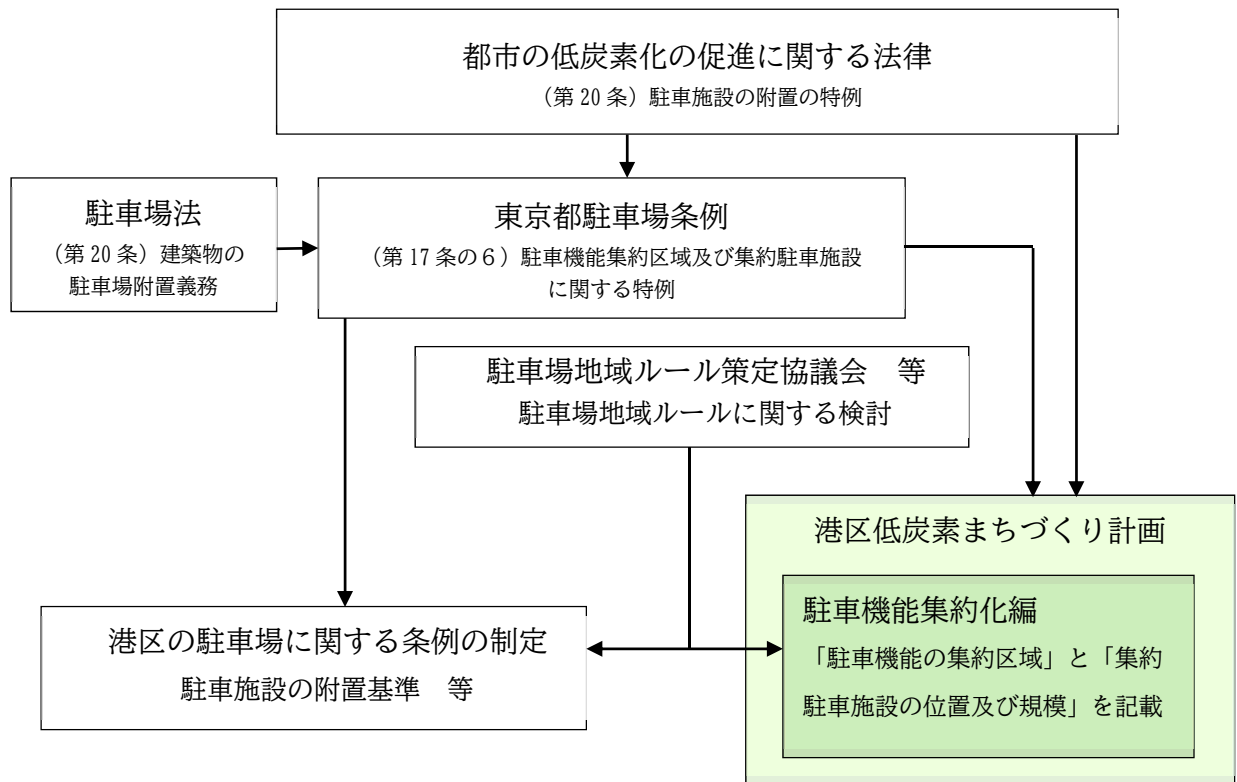 都市の低炭素化の促進に関する法律
（第20条）駐車施設の附置の特例
駐車場法
（第20条）建築物の
駐車場附置義務
東京都駐車場条例
（第17条の６）駐車機能集約区域及び集約駐車施設
に関する特例
駐車場地域ルール策定協議会　等
駐車場地域ルールに関する検討
港区低炭素まちづくり計画
駐車機能集約化編
「駐車機能の集約区域」と「集約
駐車施設の位置及び規模」を記載
港区の駐車場に関する条例の制定
駐車施設の附置基準　等